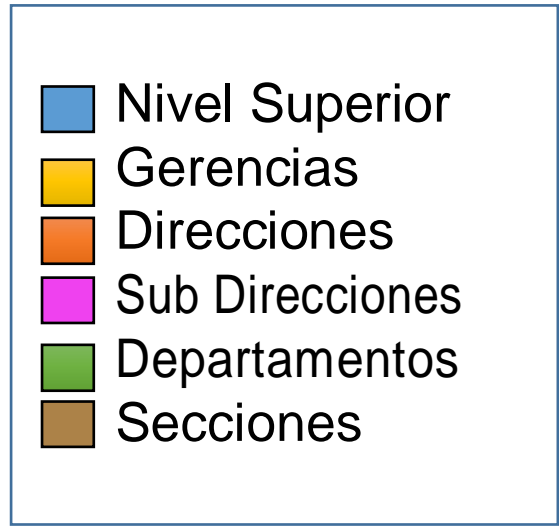 Nivel Superior
Gerencias
Direcciones
Sub Direcciones
Departamentos
Secciones